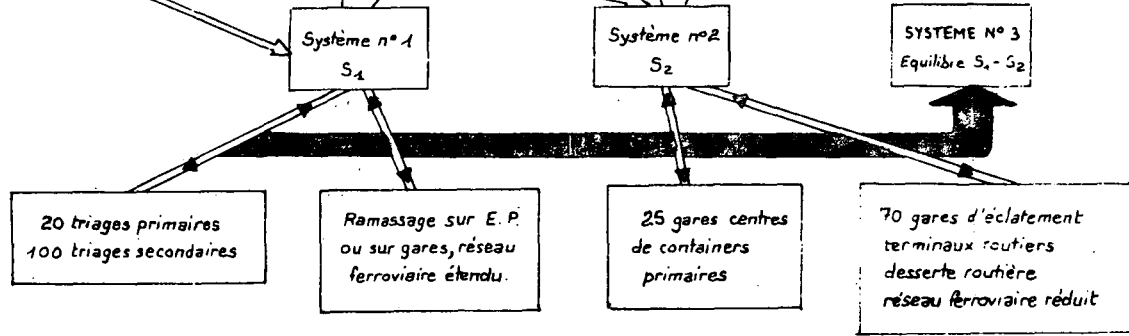 Système n° 1
S1
Système n° 2
S2
SYSTEME N° 3
Equilibre S1 - S2
20 triages primaires
100 triages secondaires
Ramassage sur E. P.
ou sur gares, réseau
ferroviaire étendu.
25 gares centres
de containers
primaires
70 gares d'éclatement
terminaux routiers
desserte routière
réseau ferroviaire réduit